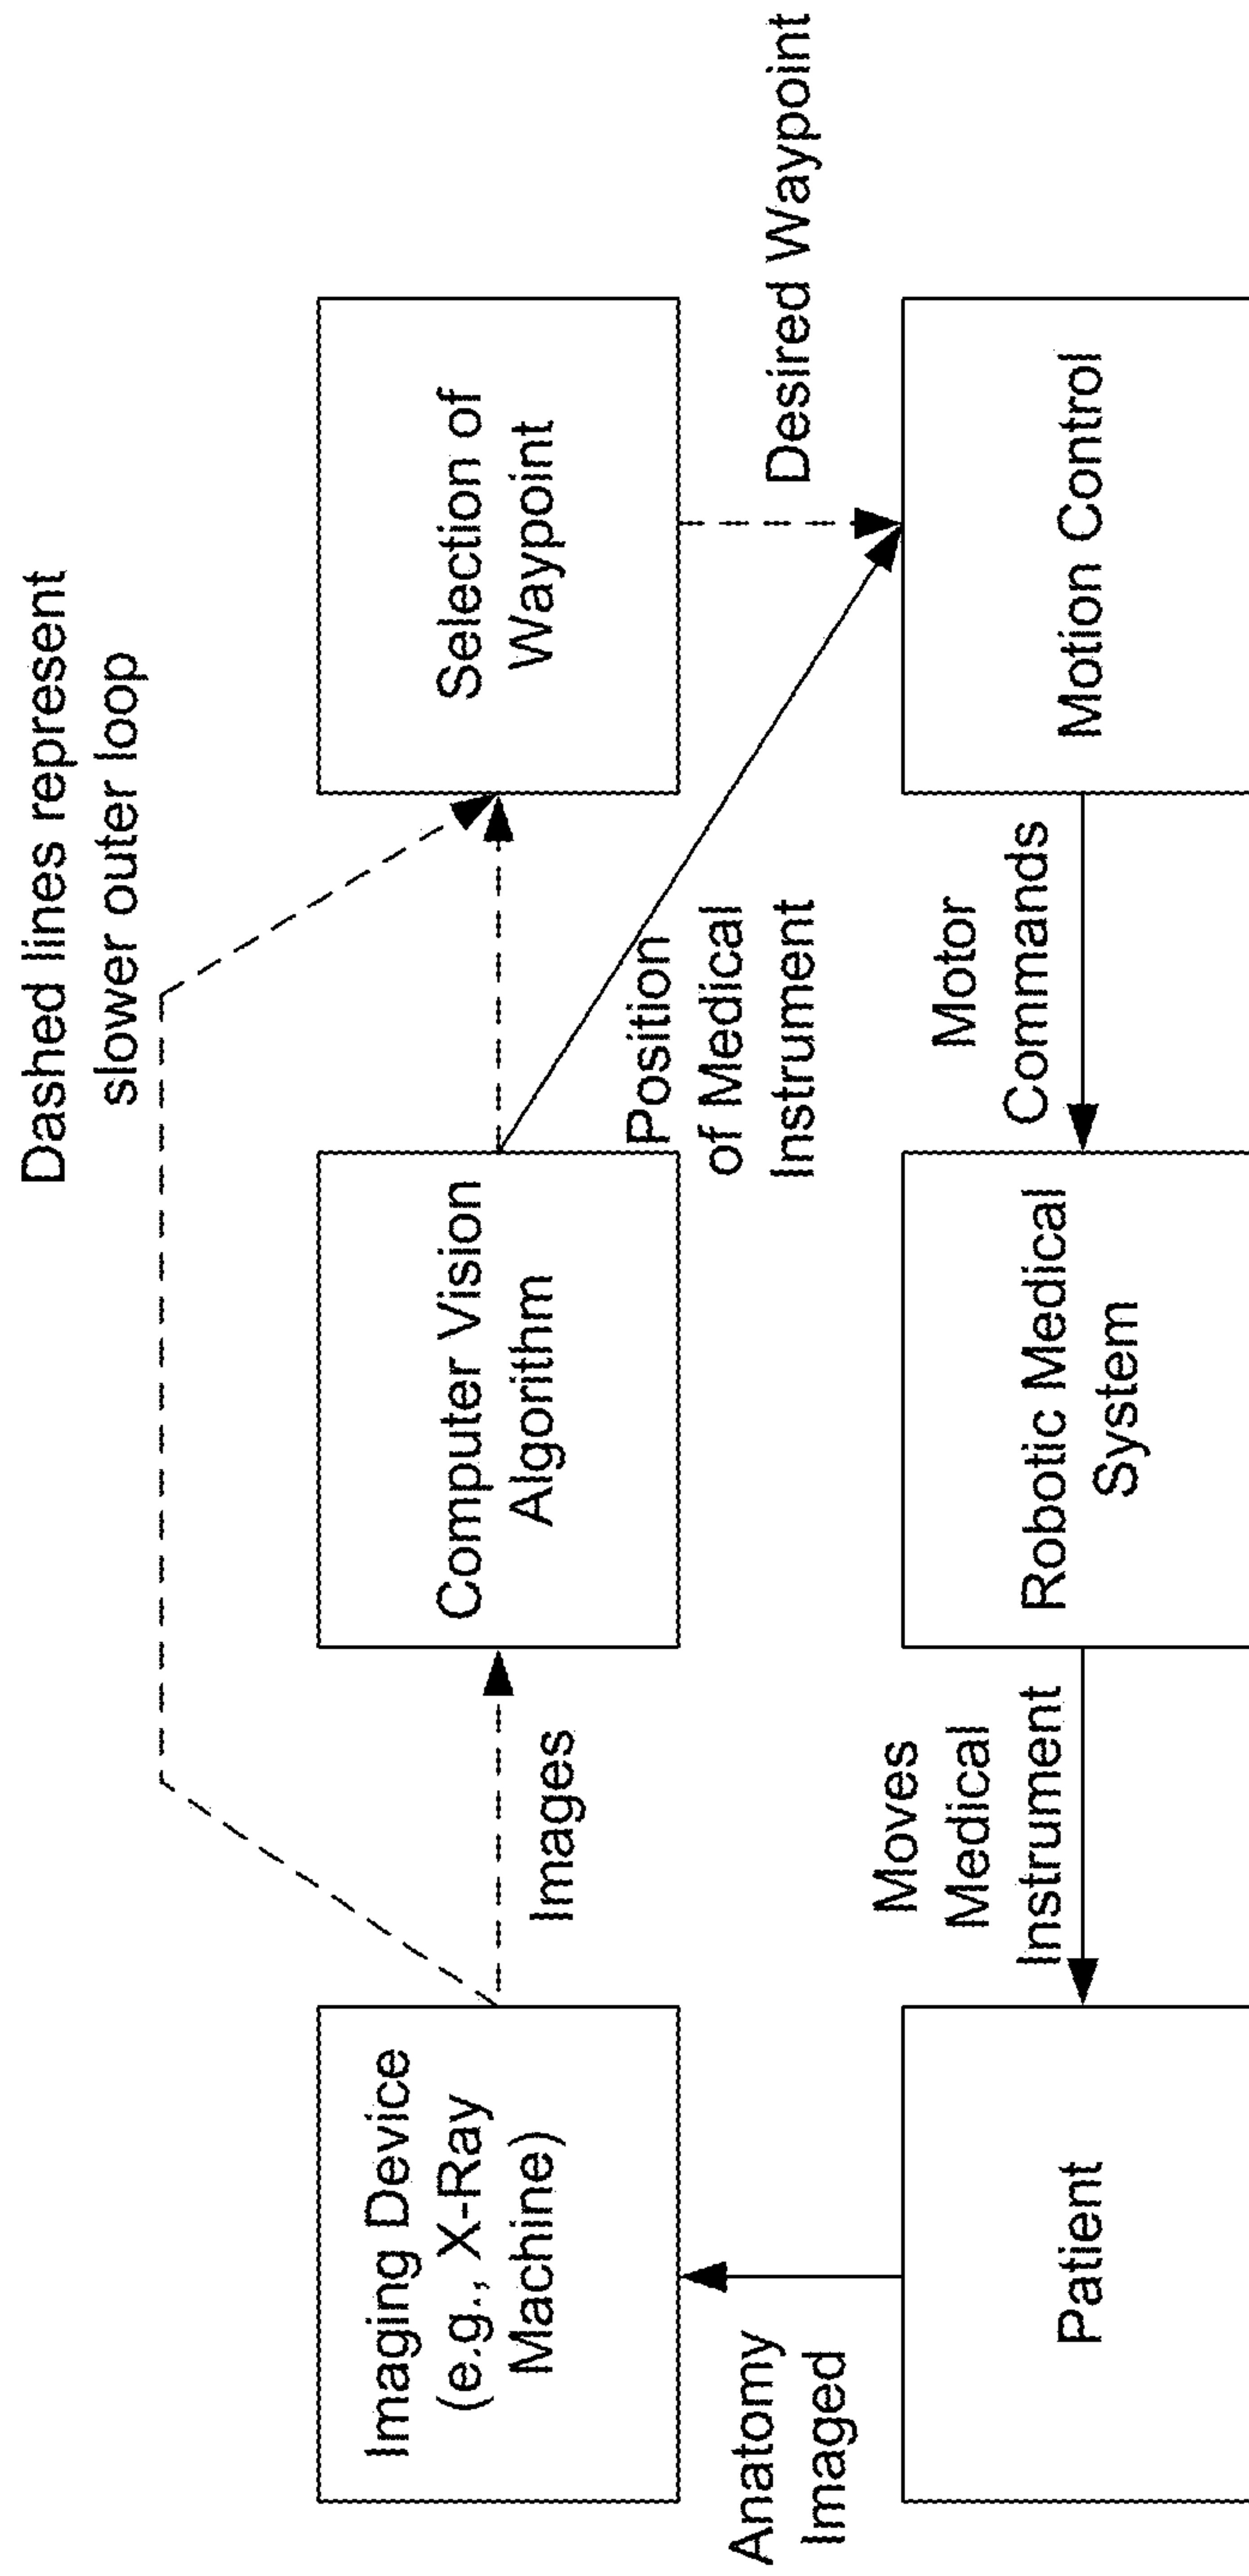 Dashed lines represent
slower outer loop
Imaging Device
(e.g., X-Ray
Machine)
Images
Computer Vision
Algorithm
Selection of
Waypoint
Anatomy
Imaged
Position
of Medical
Instrument
Desired Waypoint
Patient
Moves
Medical
Instrument
Robotic Medical
System
Motor
Commands
Motion Control